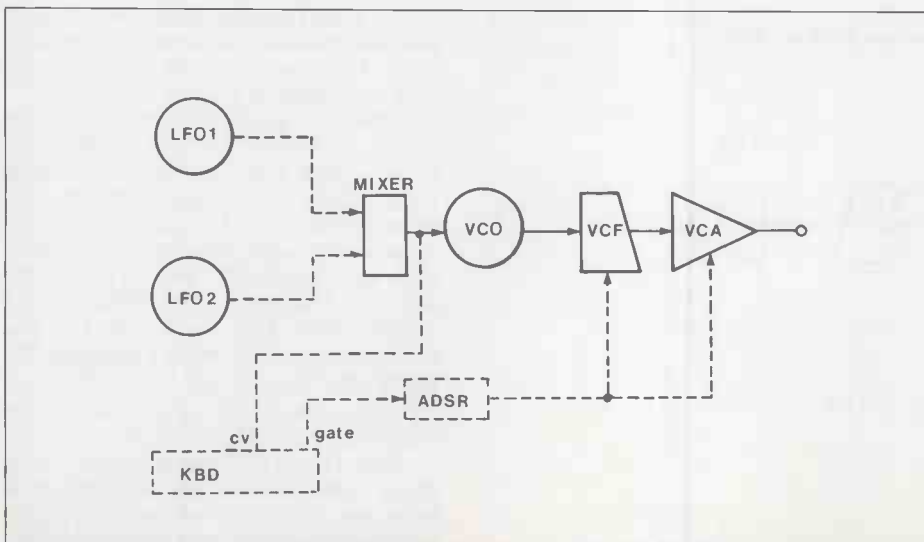 LFO1
MIXER
VCO
VCF
VCA
LFO2
ADSR
cv
gate
KBD